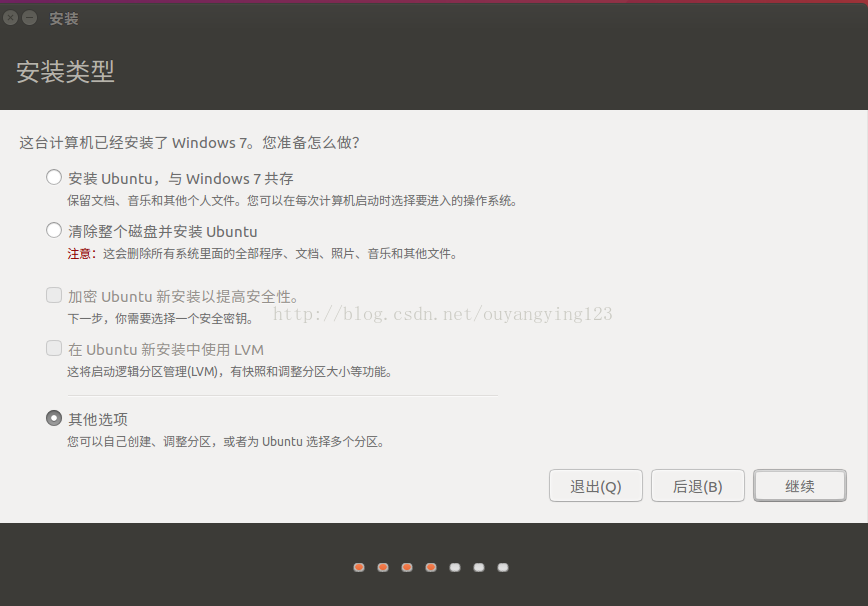 安装
安装类型
这台计算机已经安装了 Windows 7。您准备怎么做？
安装 Ubuntu，与 Windows 7 共存
保留文档、音乐和其他个人文件。您可以在每次计算机启动时选择要进入的操作系统。
清除整个磁盘并安装 Ubuntu
注意：这会删除所有系统里面的全部程序、文档、照片、音乐和其他文件。
加密 Ubuntu 新安装以提高安全性。
下一步，你需要选择一个安全密钥。
http://blog.csdn.net/ouyangying123
在 Ubuntu 新安装中使用 LVM
这将启动逻辑分区管理(LVM)，有快照和调整分区大小等功能。
其他选项
您可以自己创建、调整分区，或者为 Ubuntu 选择多个分区。
退出(Q) 后退(B) 继续